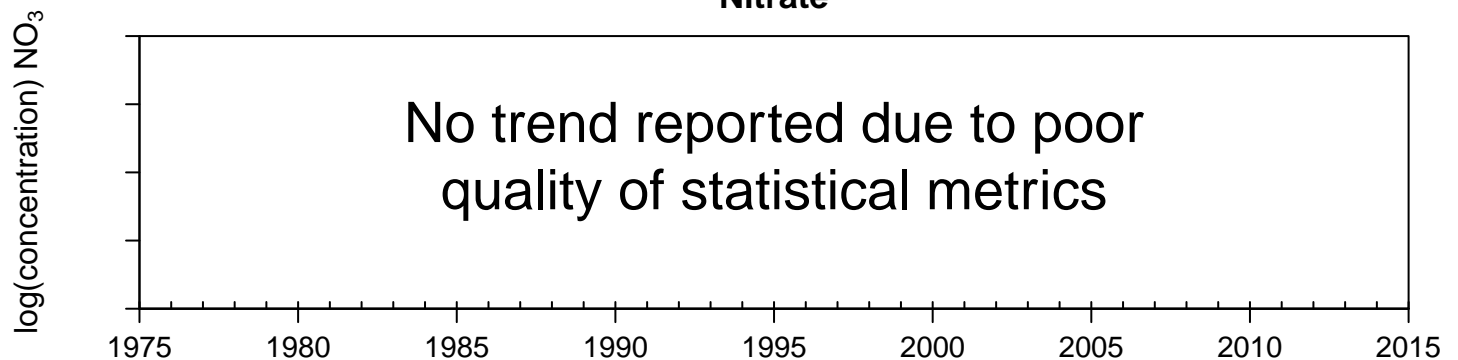 Nitrate
log(concentration) NO₃
No trend reported due to poor
quality of statistical metrics
1975 1980 1985 1990 1995 2000 2005 2010 2015